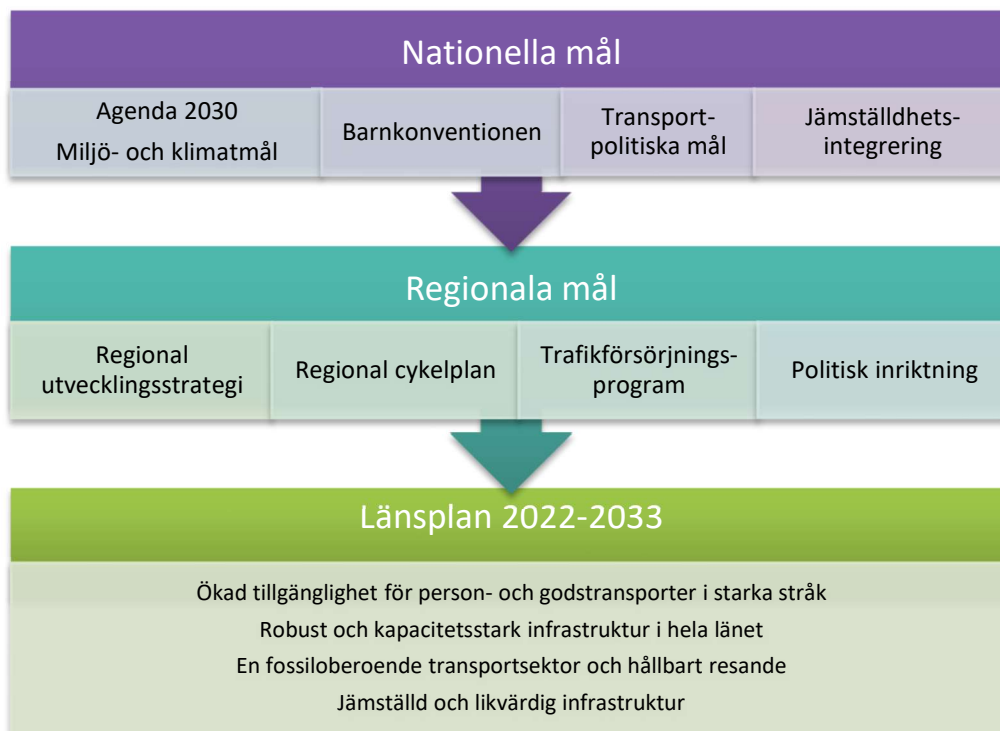 Nationella mål
Agenda 2030
Miljö- och klimatmål
Barnkonventionen
Transport-
politiska mål
Jämställdhets-
integrering
Regionala mål
Regional
utvecklingsstrategi
Regional cykelplan
Trafikförsörjnings-
program
Politisk inriktning
Länsplan 2022-2033
Ökad tillgänglighet för person- och godstransporter i starka stråk
Robust och kapacitetsstark infrastruktur i hela länet
En fossiloberoende transportsektor och hållbart resande
Jämställd och likvärdig infrastruktur